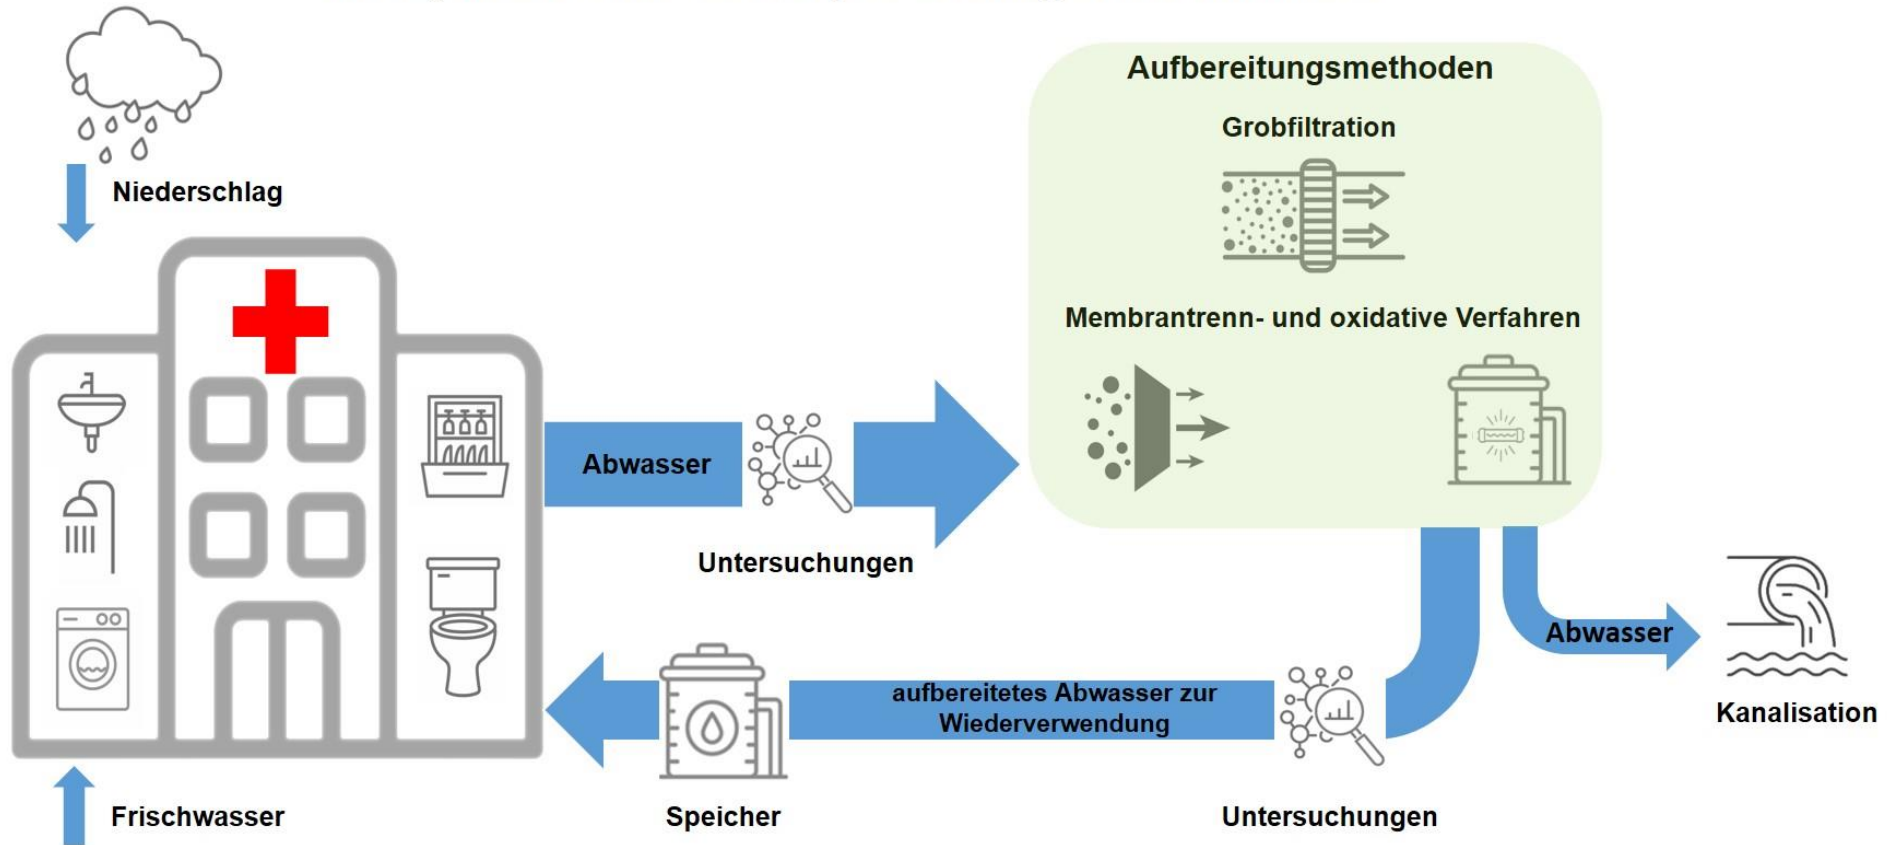 Aufbereitungsmethoden
Grobfiltration
Niederschlag
Membrantrenn- und oxidative Verfahren
Abwasser
Untersuchungen
Abwasser
aufbereitetes Abwasser zur
Wiederverwendung
Kanalisation
Frischwasser
Speicher
Untersuchungen